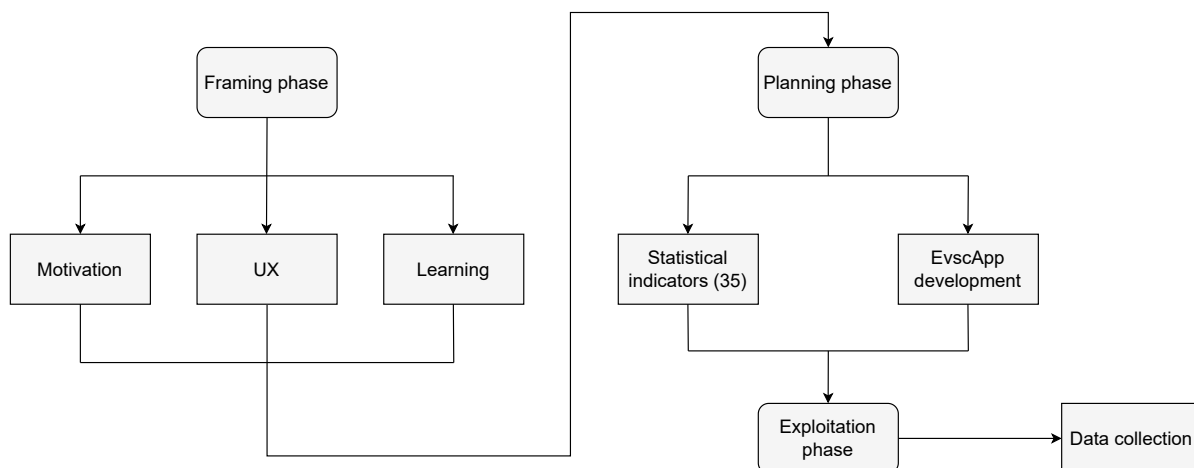 Framing phase
Planning phase
Motivation
UX
Learning
Statistical
indicators (35)
EvscApp
development
Exploitation
phase
Data collection